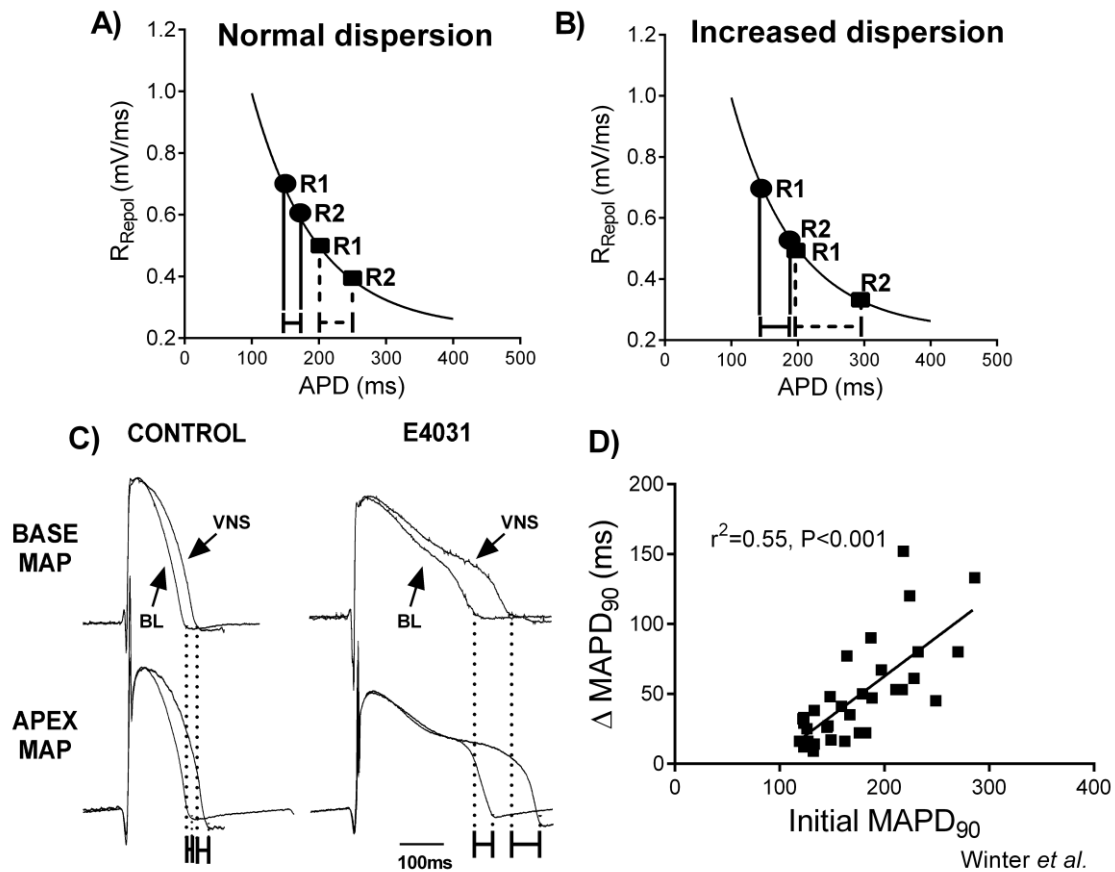 A) Normal dispersion
1.2
1.0
0.8
0.6
0.4
0.2
R1
R2
R1
R2
0 100 200 300 400 500
APD (ms)
RRepol (mV/ms)
B) Increased dispersion
1.2
1.0
0.8
0.6
0.4
0.2
R1
R2
R1
R2
0 100 200 300 400 500
APD (ms)
RRepol (mV/ms)
C) CONTROL E4031
BASE
MAP
VNS
BL
VNS
BL
APEX
MAP
100ms
D)
200
150
100
50
0
r2=0.55, P<0.001
0 100 200 300 400
Δ MAPD90 (ms)
Initial MAPD90
Winter et al.